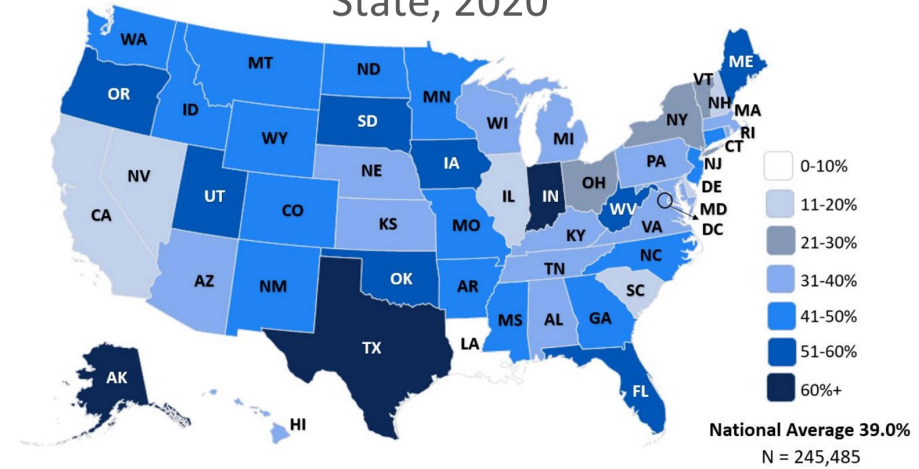 State, 2020
WA
MT
ND
MN
ME
VT
NH
MA
OR
ID
SD
WI
NY
RI
CT
WY
MI
IA
NE
PA
NJ
0-10%
NV
UT
IL
IN
OH
DE
11-20%
CA
CO
WV
MD
KS
MO
KY
VA
DC
21-30%
NC
TN
31-40%
AZ
NM
OK
AR
SC
41-50%
MS
AL
GA
TX
LA
51-60%
AK
FL
60%+
HI
National Average 39.0%
N = 245,485